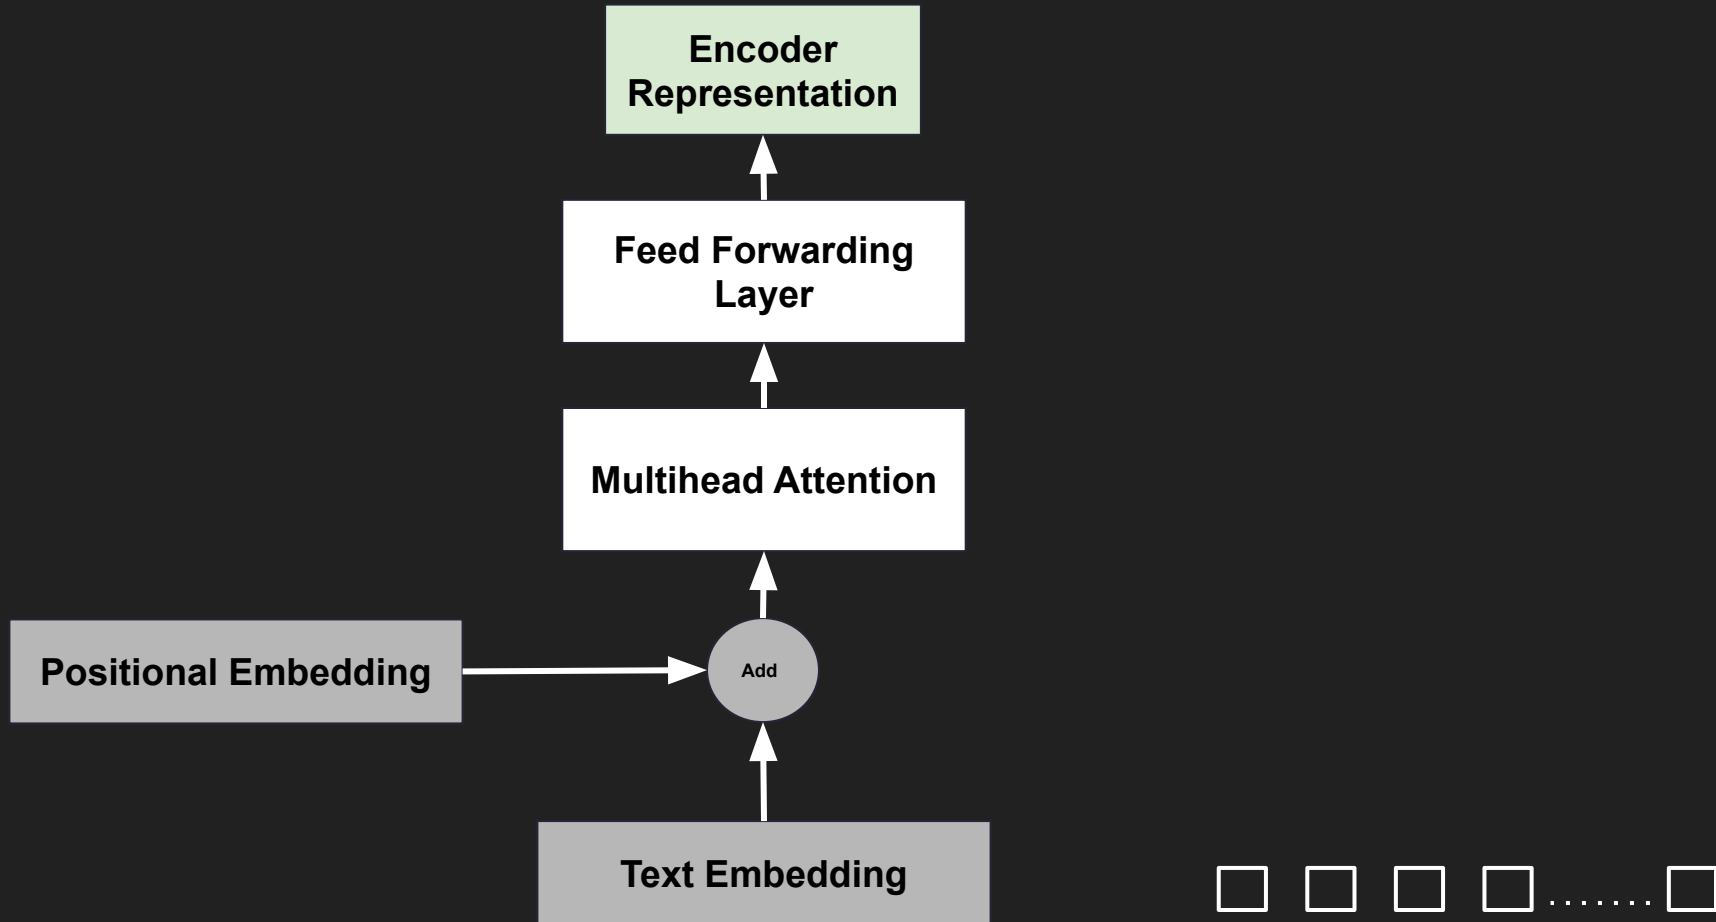 Encoder
Representation
Feed Forwarding
Layer
Multihead Attention
Positional Embedding
Add
Text Embedding
........